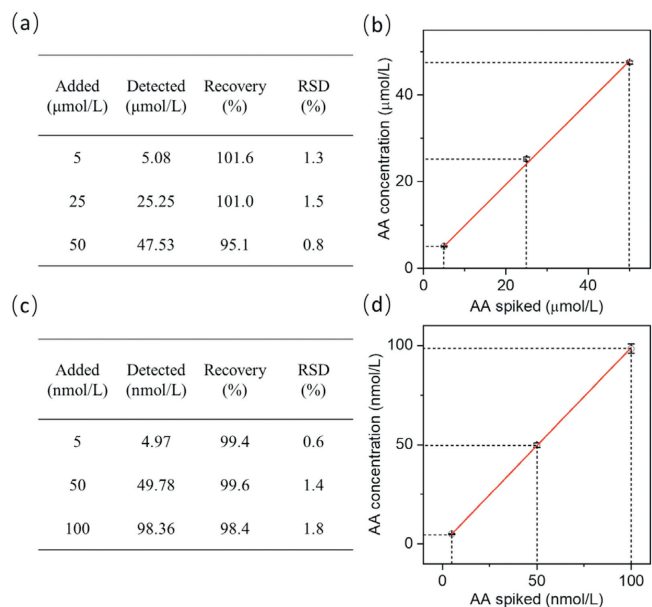 (a)
Added Detected Recovery RSD
(μmol/L) (μmol/L) (%) (%)
5 5.08 101.6 1.3
25 25.25 101.0 1.5
50 47.53 95.1 0.8
(b)
AA concentration (μmol/L)
40
20
0
0 20 40
AA spiked (μmol/L)
(c)
Added Detected Recovery RSD
(nmol/L) (nmol/L) (%) (%)
5 4.97 99.4 0.6
50 49.78 99.6 1.4
100 98.36 98.4 1.8
(d)
AA concentration (nmol/L)
100
50
0
0 50 100
AA spiked (nmol/L)